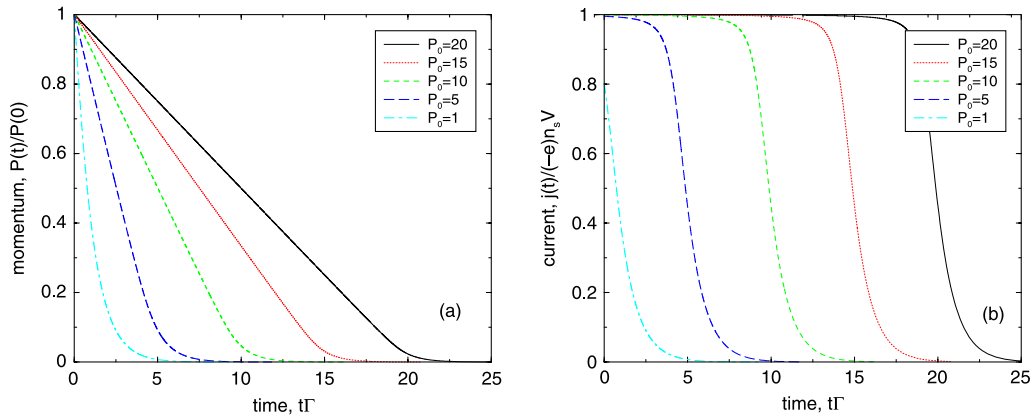 1
0.8
0.6
0.4
0.2
0
momentum, P(t)/P(0)
P₀=20
P₀=15
P₀=10
P₀=5
P₀=1
(a)
0 5 10 15 20 25
time, tΓ
1
0.8
0.6
0.4
0.2
0
current, j(t)/(−e)nₛV
P₀=20
P₀=15
P₀=10
P₀=5
P₀=1
(b)
0 5 10 15 20 25
time, tΓ